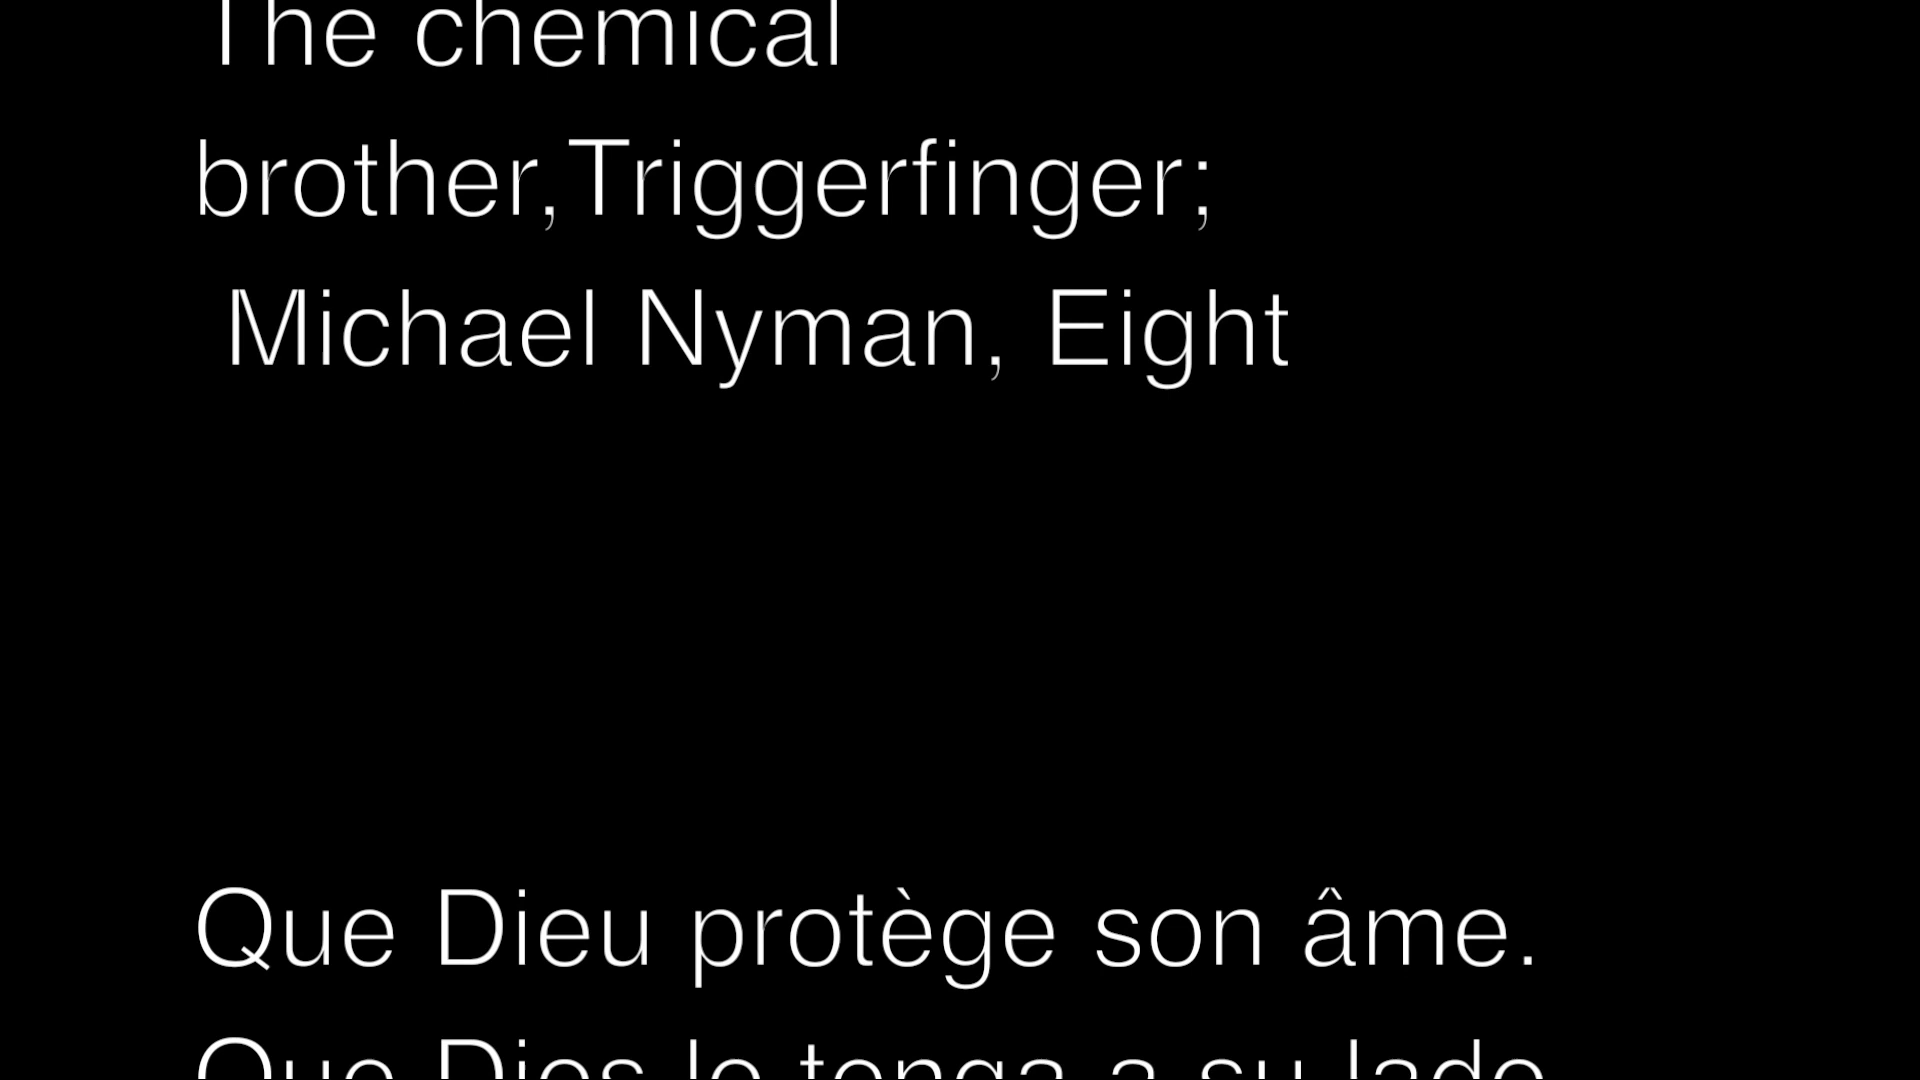 The chemical
brother,Triggerfinger;
Michael Nyman, Eight
Que Dieu protège son âme.
Que Dios lo tenga a su lado